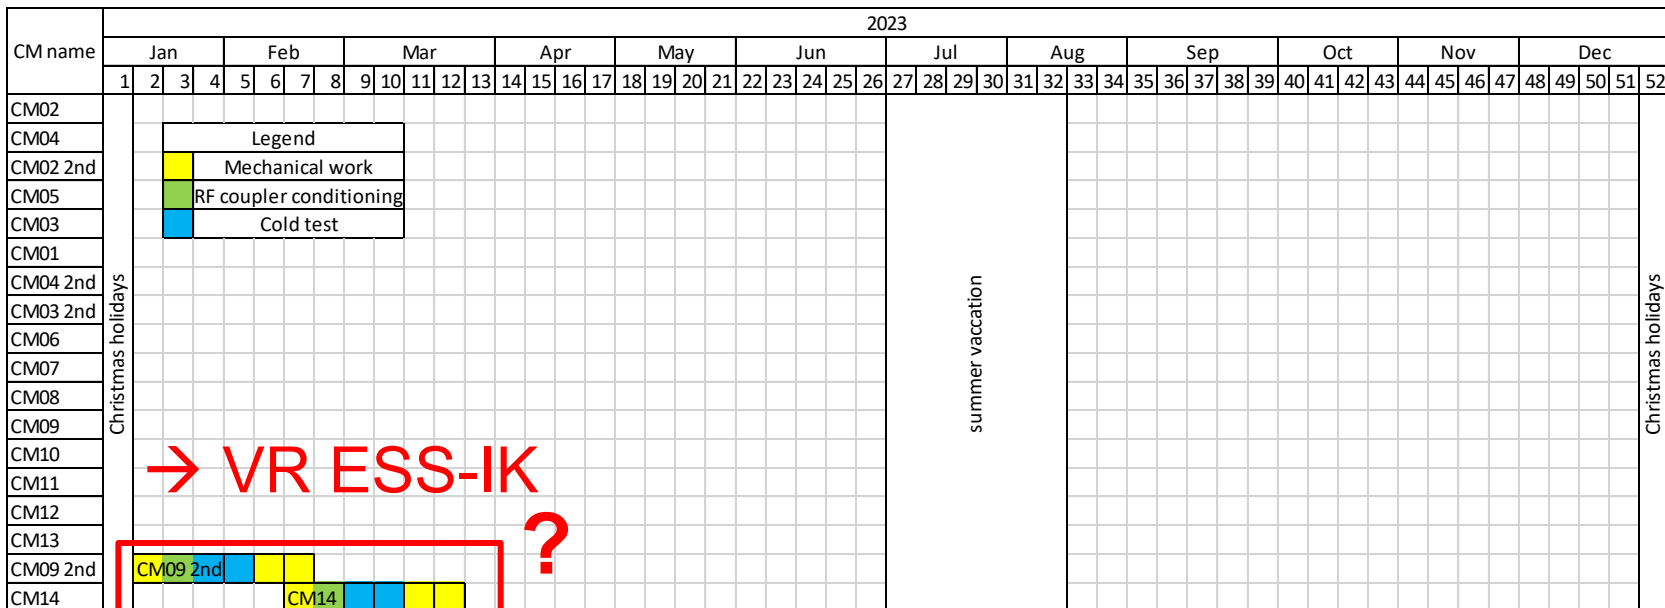 2023
CM name Jan Feb Mar Apr May Jun Jul Aug Sep Oct Nov Dec
1 2 3 4 5 6 7 8 9 10 11 12 13 14 15 16 17 18 19 20 21 22 23 24 25 26 27 28 29 30 31 32 33 34 35 36 37 38 39 40 41 42 43 44 45 46 47 48 49 50 51 52
CM02
CM04 Legend
CM02 2nd Mechanical work
CM05 RF coupler conditioning
CM03 Cold test
CM01
CM04 2nd
CM03 2nd
CM06
CM07
CM08
CM09
CM10
CM11
CM12
CM13
CM09 2nd CM09 2nd
CM14 CM14
Christmas holidays
summer vaccation
Christmas holidays
→ VR ESS-IK
?